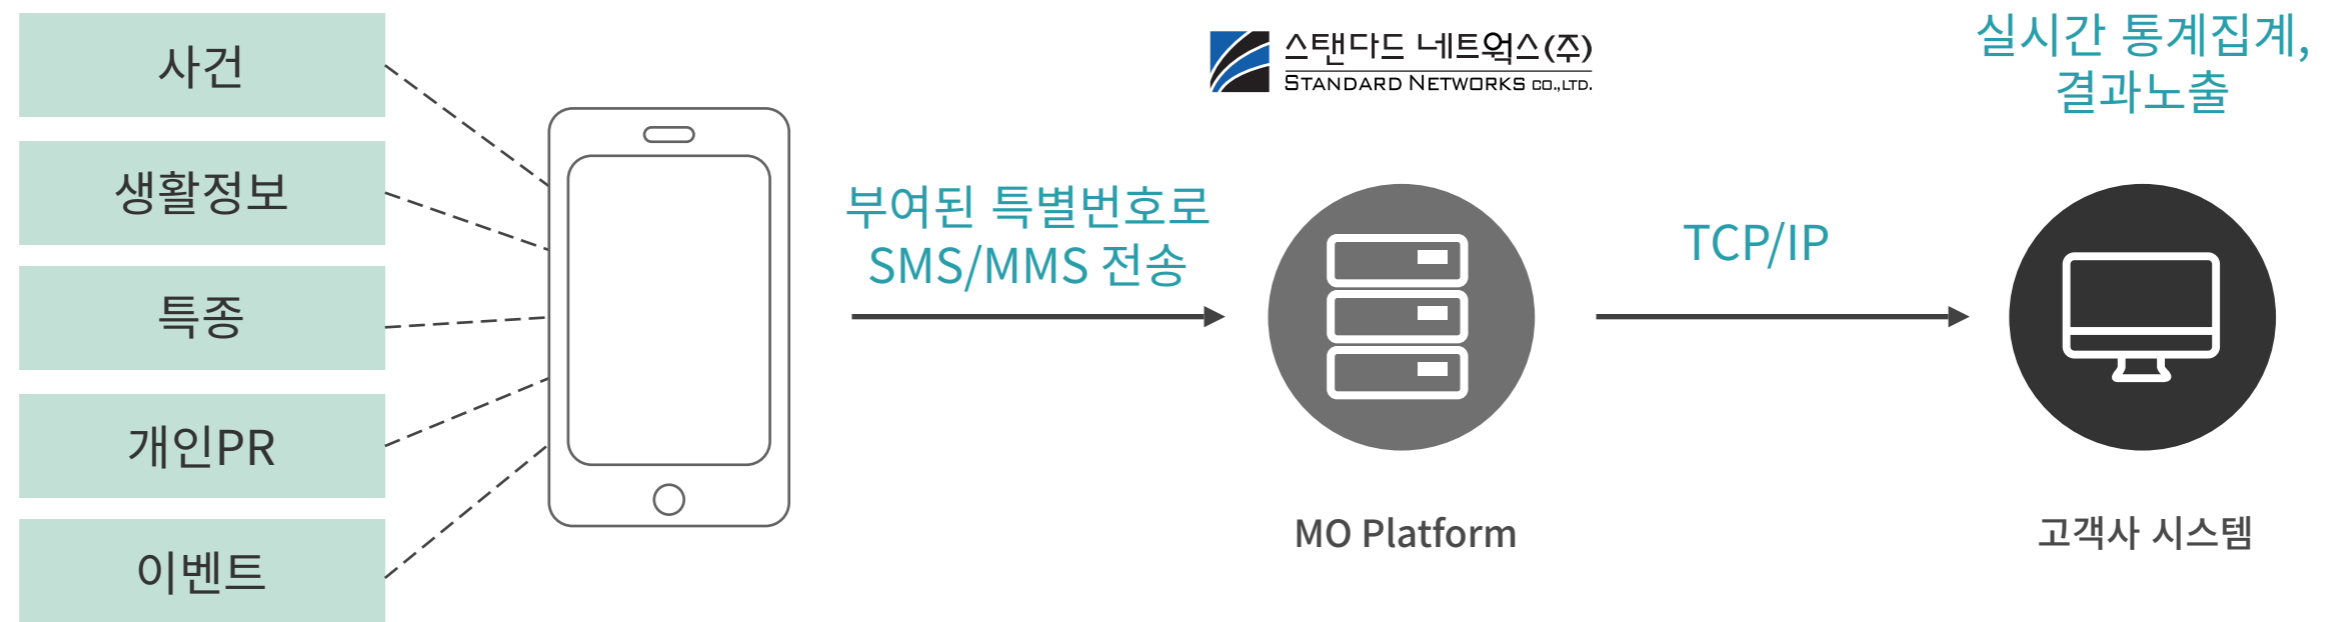 사건
생활정보
특종
개인PR
이벤트
부여된 특별번호로
SMS/MMS 전송
스탠다드 네트웍스(주)
STANDARD NETWORKS CO.,LTD.
MO Platform
TCP/IP
실시간 통계집계,
결과노출
고객사 시스템